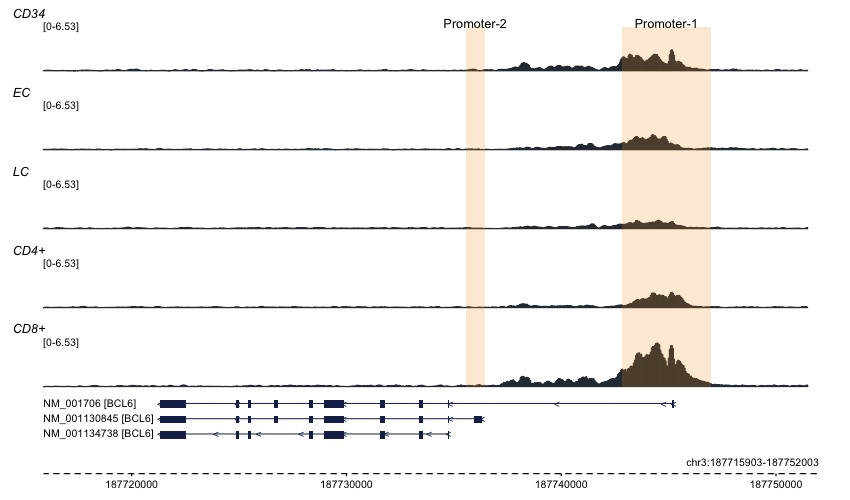 CD34
[0-6.53]
Promoter-2
Promoter-1
EC
[0-6.53]
LC
[0-6.53]
CD4+
[0-6.53]
CD8+
[0-6.53]
NM_001706 [BCL6]
NM_001130845 [BCL6]
NM_001134738 [BCL6]
chr3:187715903-187752003
187720000 187730000 187740000 187750000